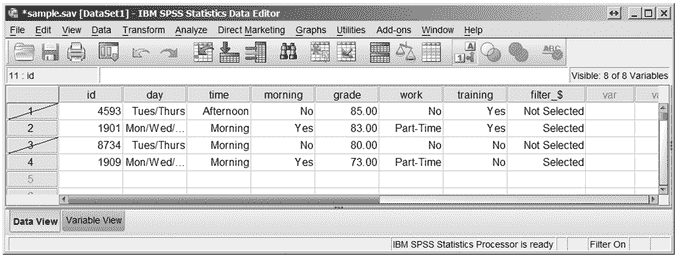 *sample.sav [DataSet1] - IBM SPSS Statistics Data Editor
File Edit View Data Transform Analyze Direct Marketing Graphs Utilities Add-ons Window Help
11 : id Visible: 8 of 8 Variables
id day time morning grade work training filter_$ var
1 4593 Tues/Thurs Afternoon No 85.00 No Yes Not Selected
2 1901 Mon/Wed/... Morning Yes 83.00 Part-Time Yes Selected
3 8734 Tues/Thurs Morning No 80.00 No No Not Selected
4 1909 Mon/Wed/... Morning Yes 73.00 Part-Time No Selected
5
Data View Variable View
IBM SPSS Statistics Processor is ready Filter On